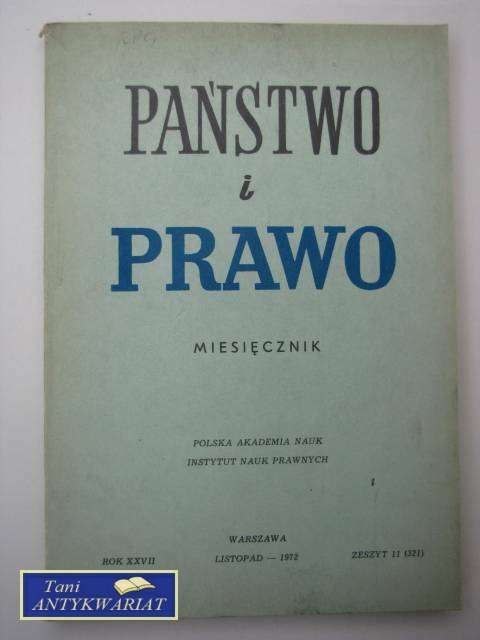 PAŃSTWO
i
PRAWO
MIESIĘCZNIK
POLSKA AKADEMIA NAUK
INSTYTUT NAUK PRAWNYCH
ROK XXVII
WARSZAWA
LISTOPAD — 1972
ZESZYT 11 (321)
Tani
ANTYKWARIAT